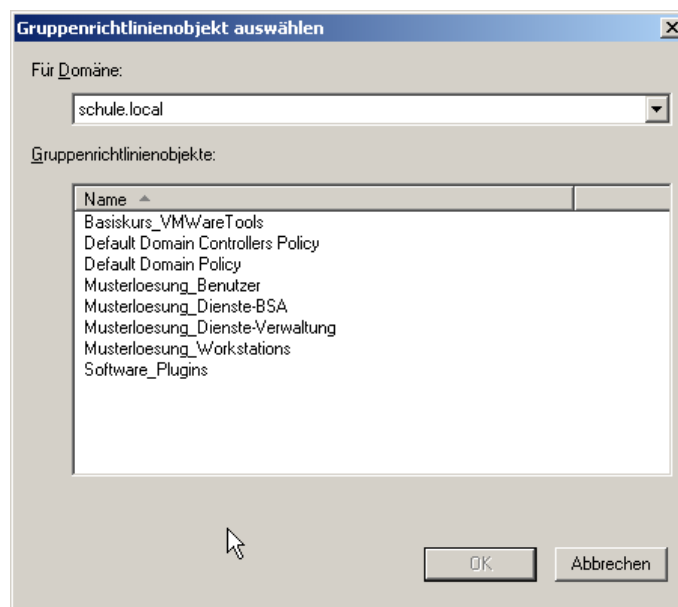 Gruppenrichtlinienobjekt auswählen
Für Domäne:
schule.local
Gruppenrichtlinienobjekte:
Name
Basiskurs_VMWareTools
Default Domain Controllers Policy
Default Domain Policy
Musterloesung_Benutzer
Musterloesung_Dienste-BSA
Musterloesung_Dienste-Verwaltung
Musterloesung_Workstations
Software_Plugins
OK
Abbrechen